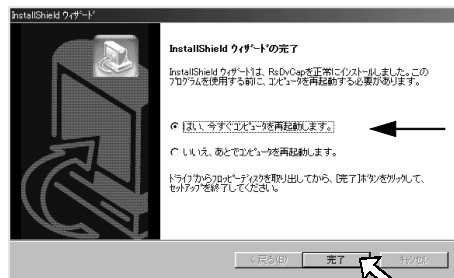 InstallShield ウィザード
InstallShield ウィザードの完了
InstallShield ウィザードは、RsDvCapを正常にインストールしました。この
プログラムを使用する前に、コンピュータを再起動する必要があります。
はい、今すぐコンピュータを再起動します。
いいえ、あとでコンピュータを再起動します。
ドライブからフロッピーディスクを取り出してから、[完了]ボタンをクリックして、
セットアップを終了してください。
< 戻る(B)
完了
キャンセル